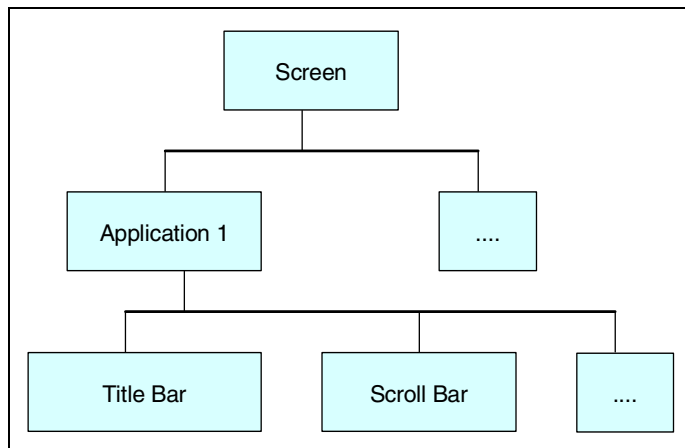 Screen
Application 1
....
Title Bar
Scroll Bar
....